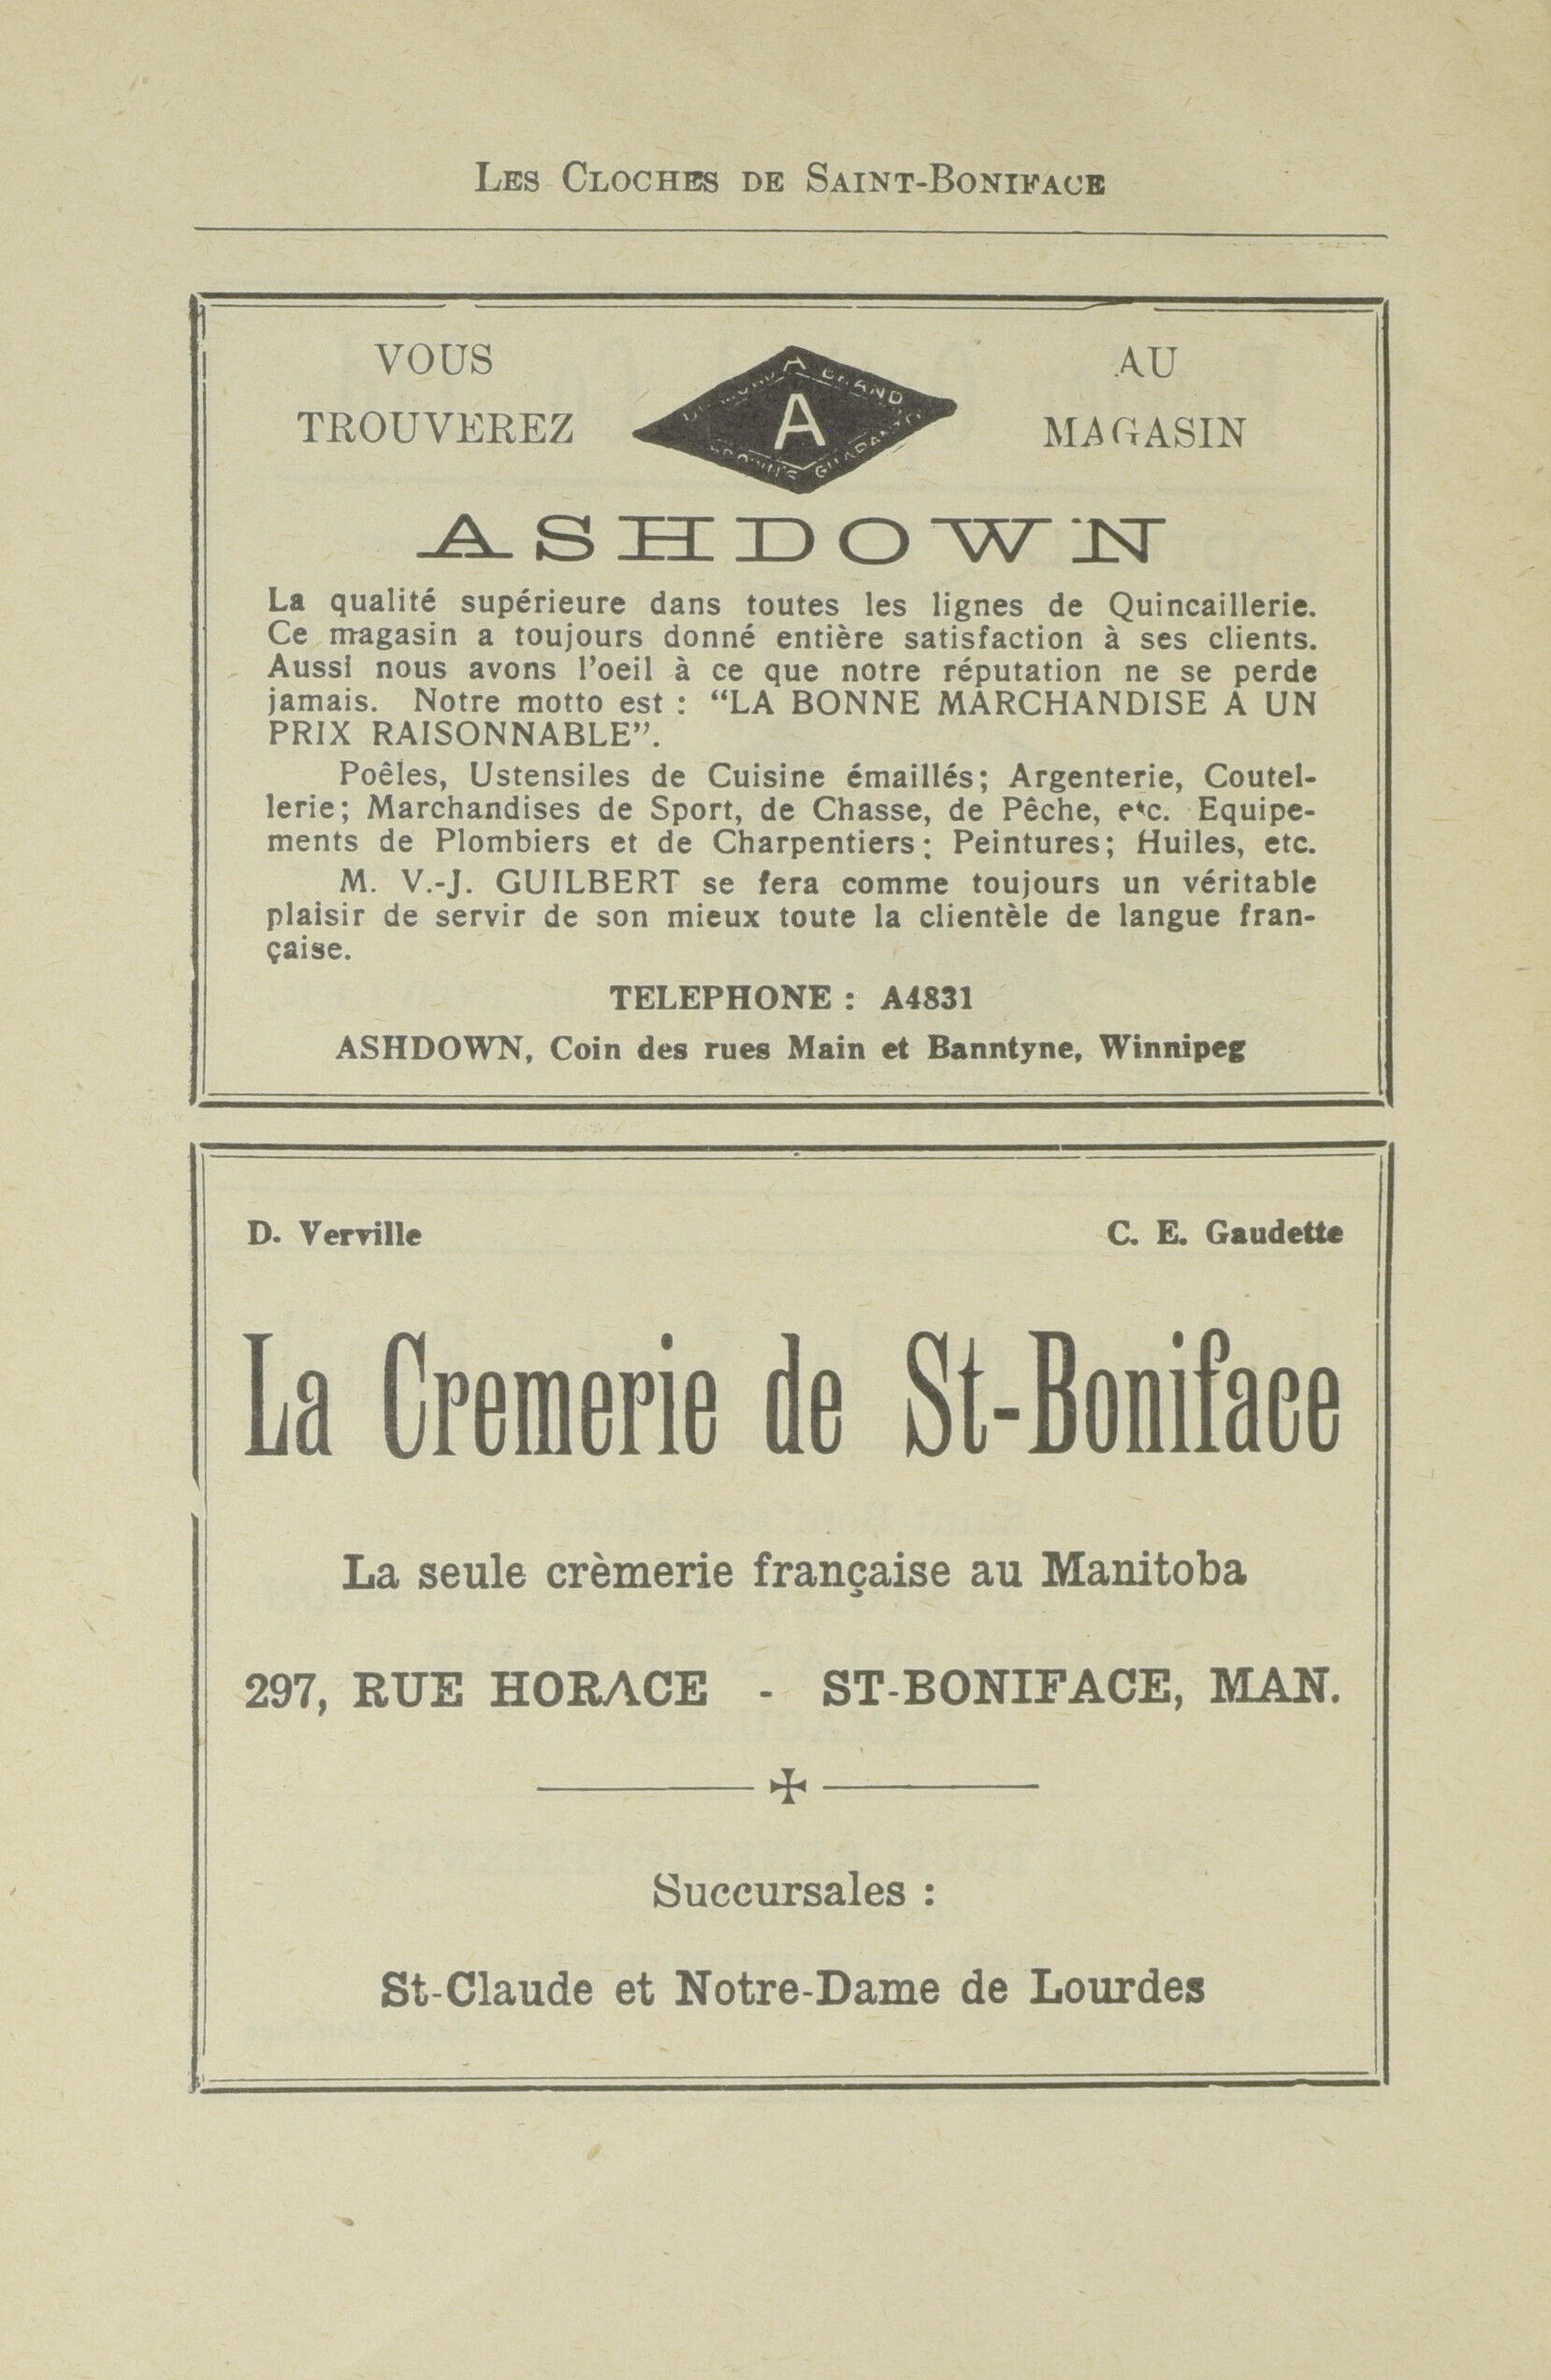 LES CLOCHES DE SAINT-BONIFACE
VOUS
TROUVEREZ
A
AU
MAGASIN
ASHDOWN
La qualité supérieure dans toutes les lignes de Quincaillerie.
Ce magasin a toujours donné entière satisfaction à ses clients.
Aussi nous avons l'oeil à ce que notre réputation ne se perde
jamais. Notre motto est : “LA BONNE MARCHANDISE A UN
PRIX RAISONNABLE”.
Poêles, Ustensiles de Cuisine émaillés; Argenterie, Coutel-
lerie; Marchandises de Sport, de Chasse, de Pêche, etc. Equipe-
ments de Plombiers et de Charpentiers; Peintures; Huiles, etc.
M. V.-J. GUILBERT se fera comme toujours un véritable
plaisir de servir de son mieux toute la clientèle de langue fran-
çaise.
TELEPHONE : A4831
ASHDOWN, Coin des rues Main et Banntyne, Winnipeg
D. Verville
C. E. Gaudette
La Cremerie de St-Boniface
La seule crèmerie française au Manitoba
297, RUE HORACE - ST-BONIFACE, MAN.
Succursales :
St-Claude et Notre-Dame de Lourdes